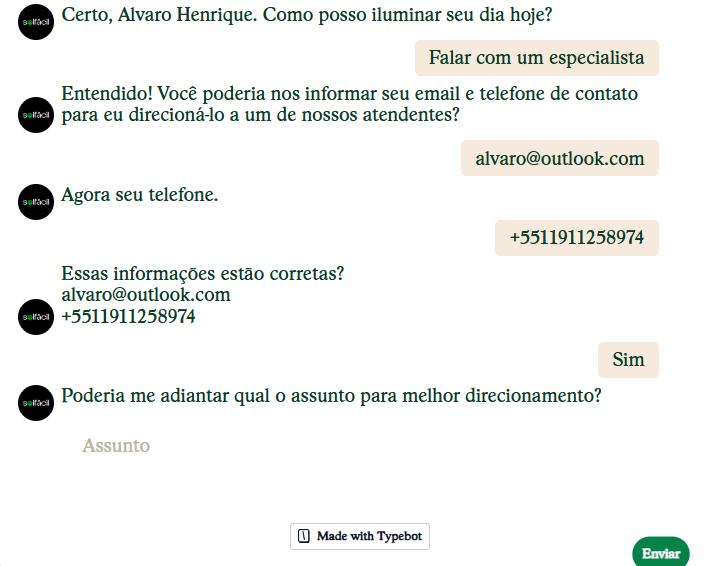 solfácil
Certo, Alvaro Henrique. Como posso iluminar seu dia hoje?
Falar com um especialista
Entendido! Você poderia nos informar seu email e telefone de contato
solfácil
para eu direcioná-lo a um de nossos atendentes?
alvaro@outlook.com
solfácil
Agora seu telefone.
+5511911258974
Essas informações estão corretas?
alvaro@outlook.com
solfácil
+5511911258974
Sim
solfácil
Poderia me adiantar qual o assunto para melhor direcionamento?
Assunto
Made with Typebot
Enviar